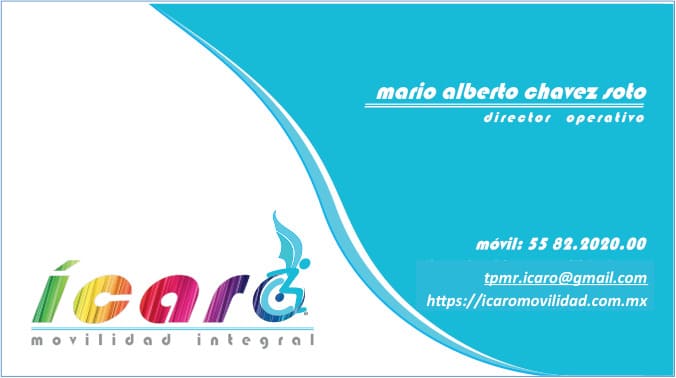 mario alberto chavez soto
director operativo
móvil: 55 82.2020.00
tpmr.icaro@gmail.com
https://icaromovilidad.com.mx
ícaro
movilidad integral